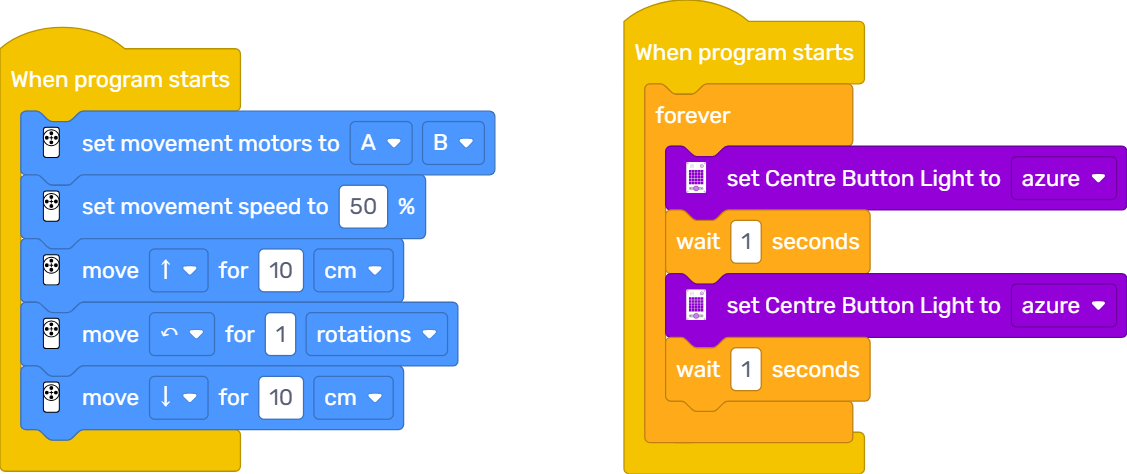 When program starts
set movement motors to A B
set movement speed to 50 %
move ↑ for 10 cm
move ↶ for 1 rotations
move ↓ for 10 cm
When program starts
forever
set Centre Button Light to azure
wait 1 seconds
set Centre Button Light to azure
wait 1 seconds